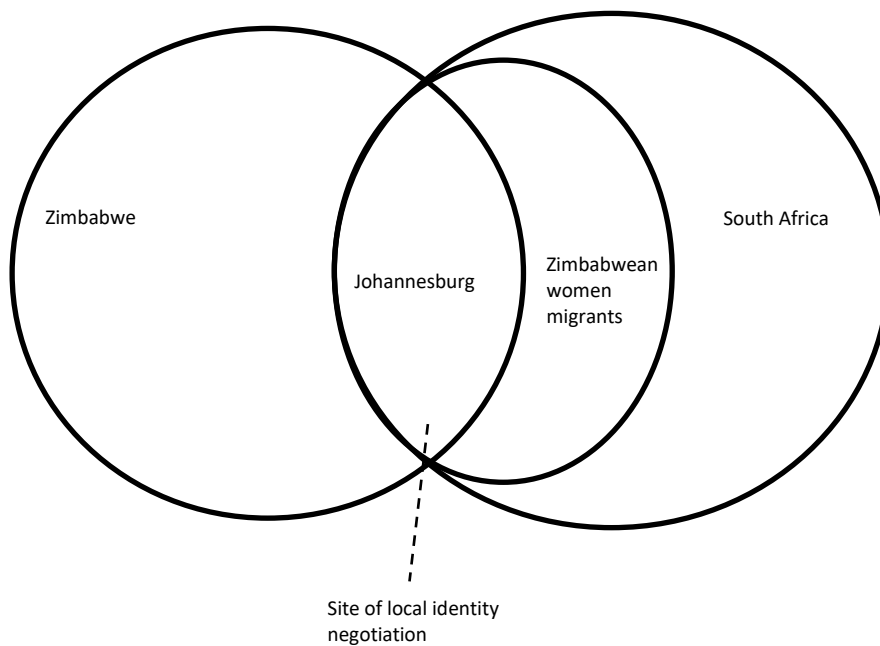 Zimbabwe
South Africa
Johannesburg
Zimbabwean
women
migrants
Site of local identity
negotiation